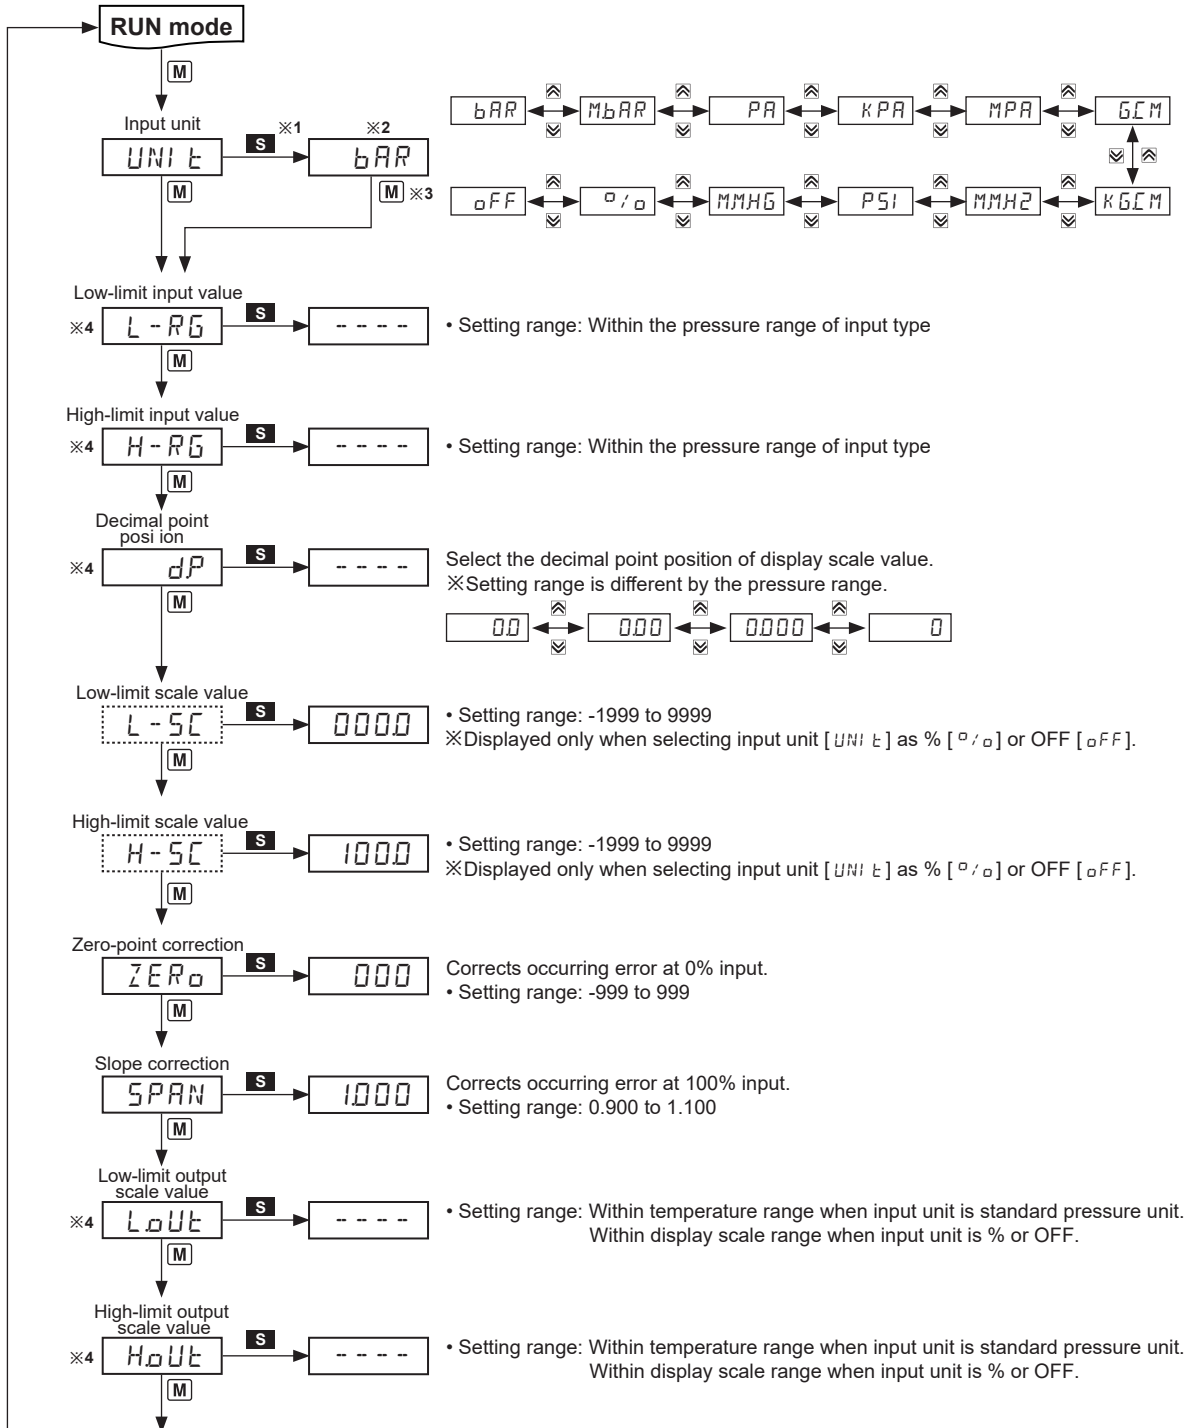 RUN mode
M
Input unit
UNIt S ※1 ※2 bAR
M M ※3
bAR M.bAR PA KPA MPA G.CM
oFF o/o M.M.HG PSI M.M.H2 KG.CM
Low-limit input value
※4 L-RG S ---- • Setting range: Within the pressure range of input type
M
High-limit input value
※4 H-RG S ---- • Setting range: Within the pressure range of input type
M
Decimal point
posi ion
※4 d.P S ---- Select the decimal point position of display scale value.
※Setting range is different by the pressure range.
M
0.0 0.00 0.000 0
Low-limit scale value
L-SC S 000.0 • Setting range: -1999 to 9999
※Displayed only when selecting input unit [UNIt] as % [o/o] or OFF [oFF].
M
High-limit scale value
H-SC S 100.0 • Setting range: -1999 to 9999
※Displayed only when selecting input unit [UNIt] as % [o/o] or OFF [oFF].
M
Zero-point correction
ZERo S 000 Corrects occurring error at 0% input.
• Setting range: -999 to 999
M
Slope correction
SPAN S 1.000 Corrects occurring error at 100% input.
• Setting range: 0.900 to 1.100
M
Low-limit output
scale value
※4 L.oUt S ---- • Setting range: Within temperature range when input unit is standard pressure unit.
Within display scale range when input unit is % or OFF.
M
High-limit output
scale value
※4 H.oUt S ---- • Setting range: Within temperature range when input unit is standard pressure unit.
Within display scale range when input unit is % or OFF.
M